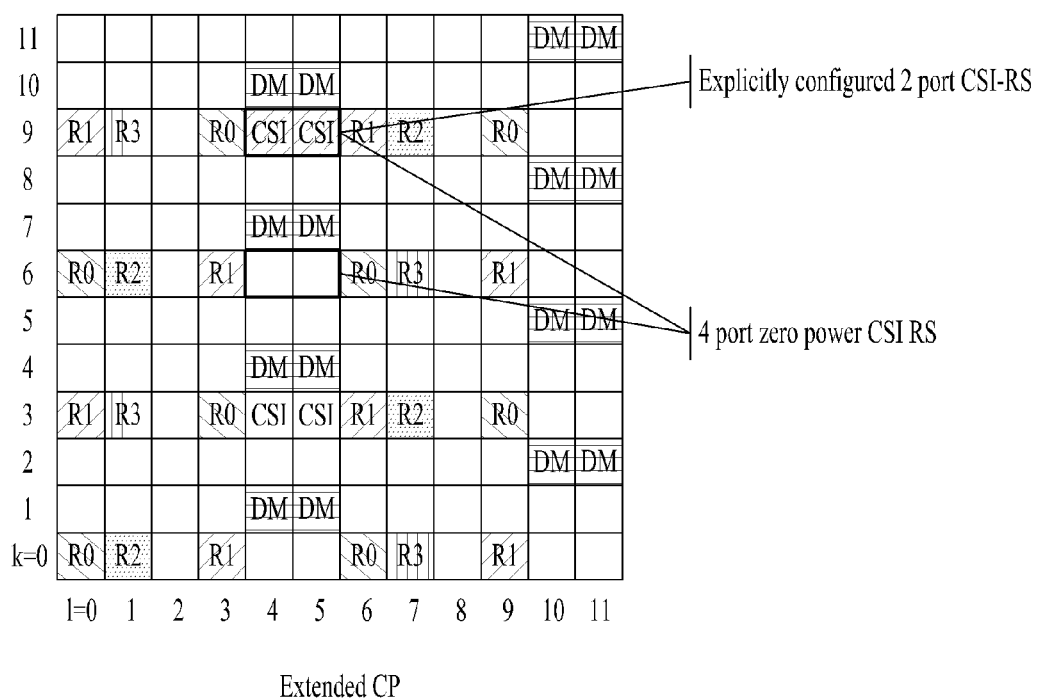 11 DM DM
10 DM DM
Explicitly configured 2 port CSI-RS
9 R1 R3 R0 CSI CSI R1 R2 R0
8 DM DM
7 DM DM
6 R0 R2 R1 R0 R3 R1
5 DM DM
4 port zero power CSI RS
4 DM DM
3 R1 R3 R0 CSI CSI R1 R2 R0
2 DM DM
1 DM DM
k=0 R0 R2 R1 R0 R3 R1
l=0 1 2 3 4 5 6 7 8 9 10 11
Extended CP